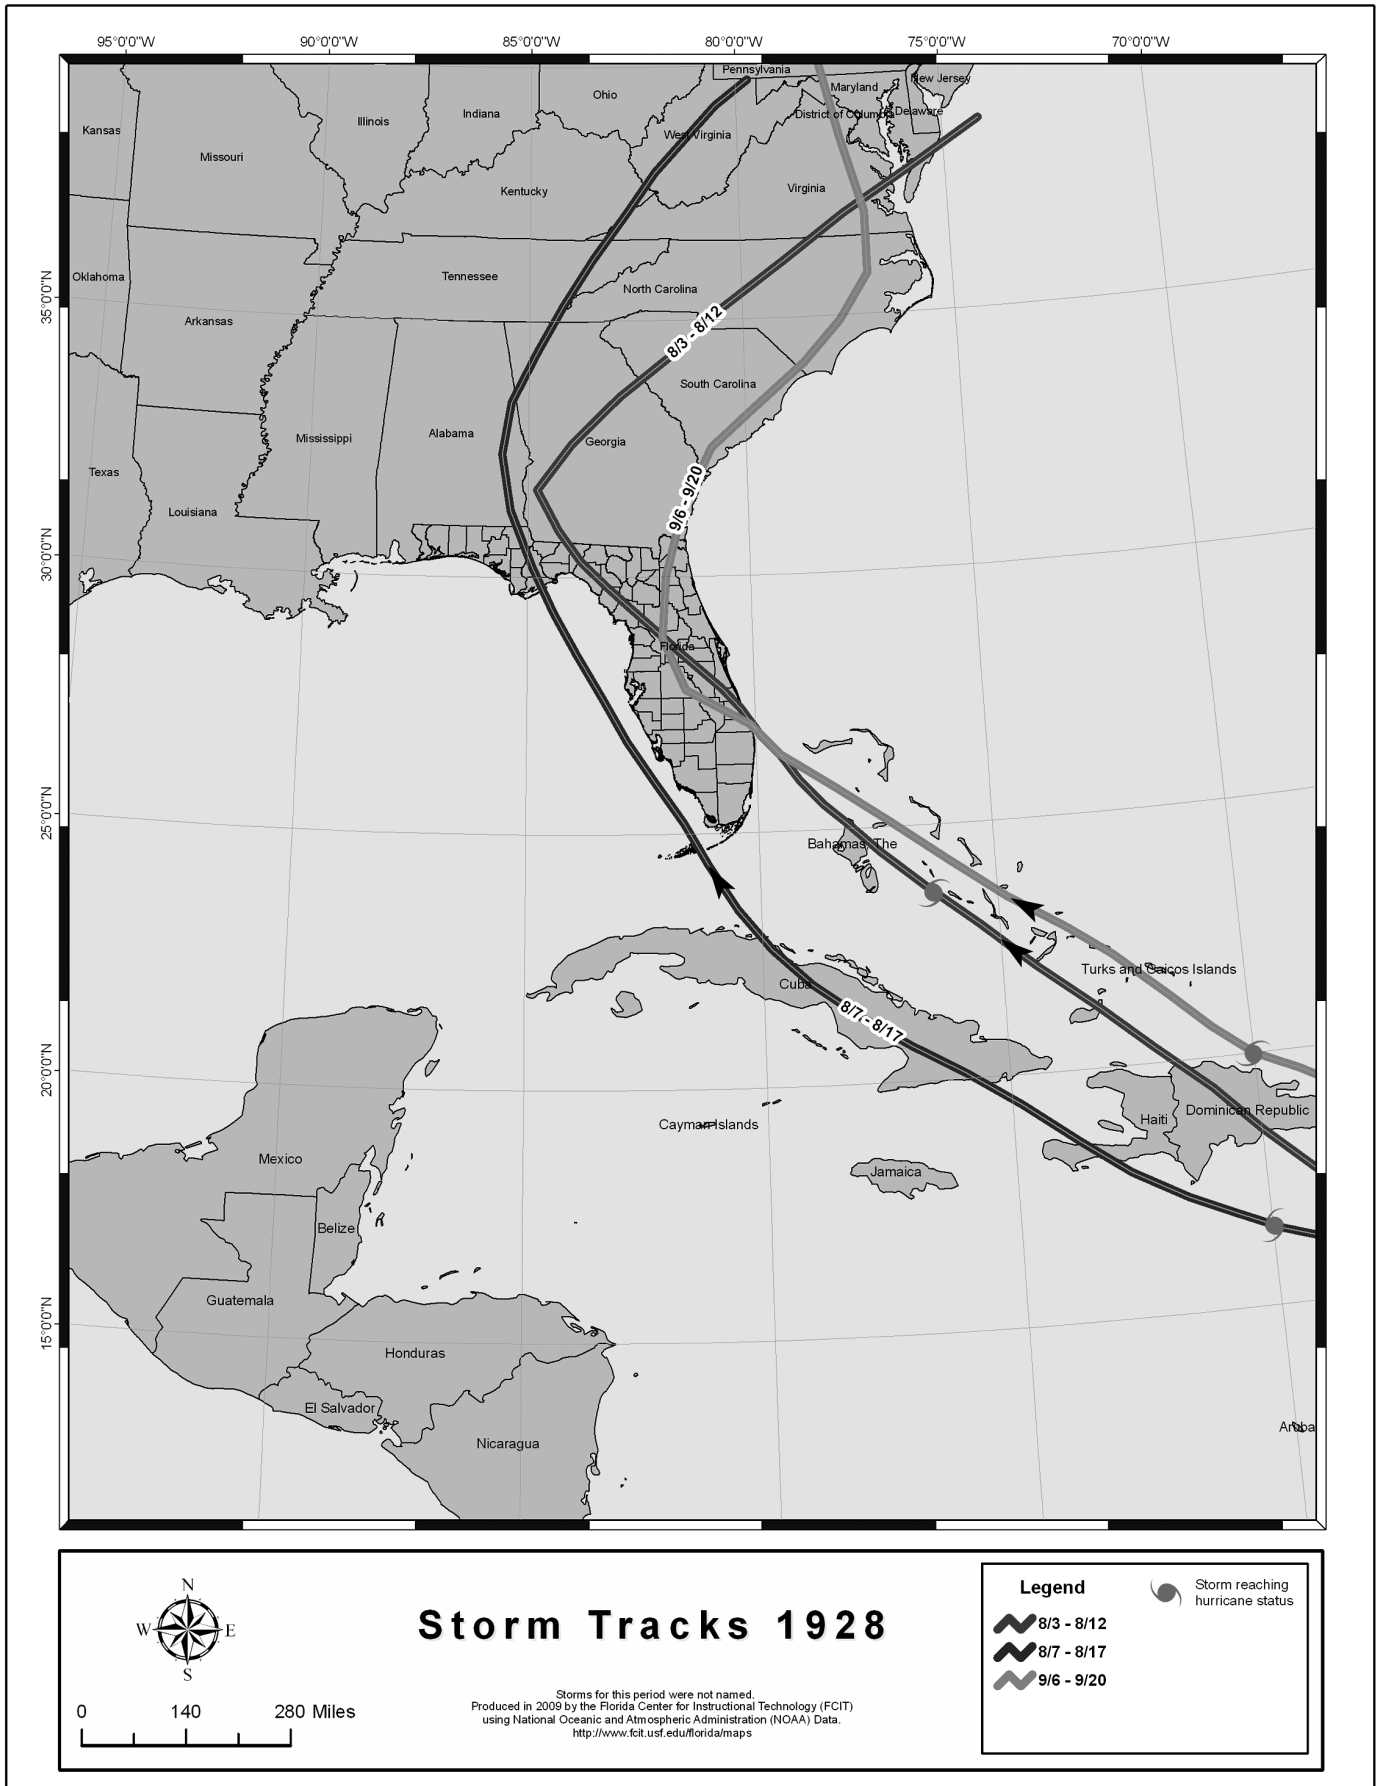 95°0'0"W 90°0'0"W 85°0'0"W 80°0'0"W 75°0'0"W 70°0'0"W
Pennsylvania
New Jersey
Maryland
Ohio
Delaware
District of Columbia
Indiana
Illinois
Kansas
West Virginia
Missouri
Virginia
Kentucky
Oklahoma
Tennessee
North Carolina
35°0'0"N
Arkansas
8/3 - 8/12
South Carolina
Alabama
Mississippi
Georgia
Texas
9/6 - 9/20
Louisiana
30°0'0"N
Florida
25°0'0"N
Bahamas, The
Turks and Caicos Islands
Cuba
8/7 - 8/17
20°0'0"N
Dominican Republic
Haiti
Cayman Islands
Mexico
Jamaica
Belize
Guatemala
15°0'0"N
Honduras
El Salvador
Aruba
Nicaragua
N
W E
S
0 140 280 Miles
Storm Tracks 1928
Storms for this period were not named.
Produced in 2009 by the Florida Center for Instructional Technology (FCIT)
using National Oceanic and Atmospheric Administration (NOAA) Data.
http://www.fcit.usf.edu/florida/maps
Legend
8/3 - 8/12
8/7 - 8/17
9/6 - 9/20
Storm reaching
hurricane status